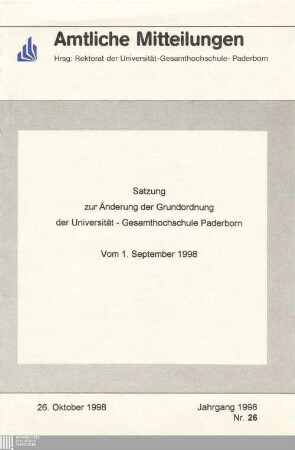 Amtliche Mitteilungen
Hrsg: Rektorat der Universität-Gesamthochschule- Paderborn
Satzung
zur Änderung der Grundordnung
der Universität - Gesamthochschule Paderborn
Vom 1. September 1998
26. Oktober 1998
Jahrgang 1998
Nr. 26